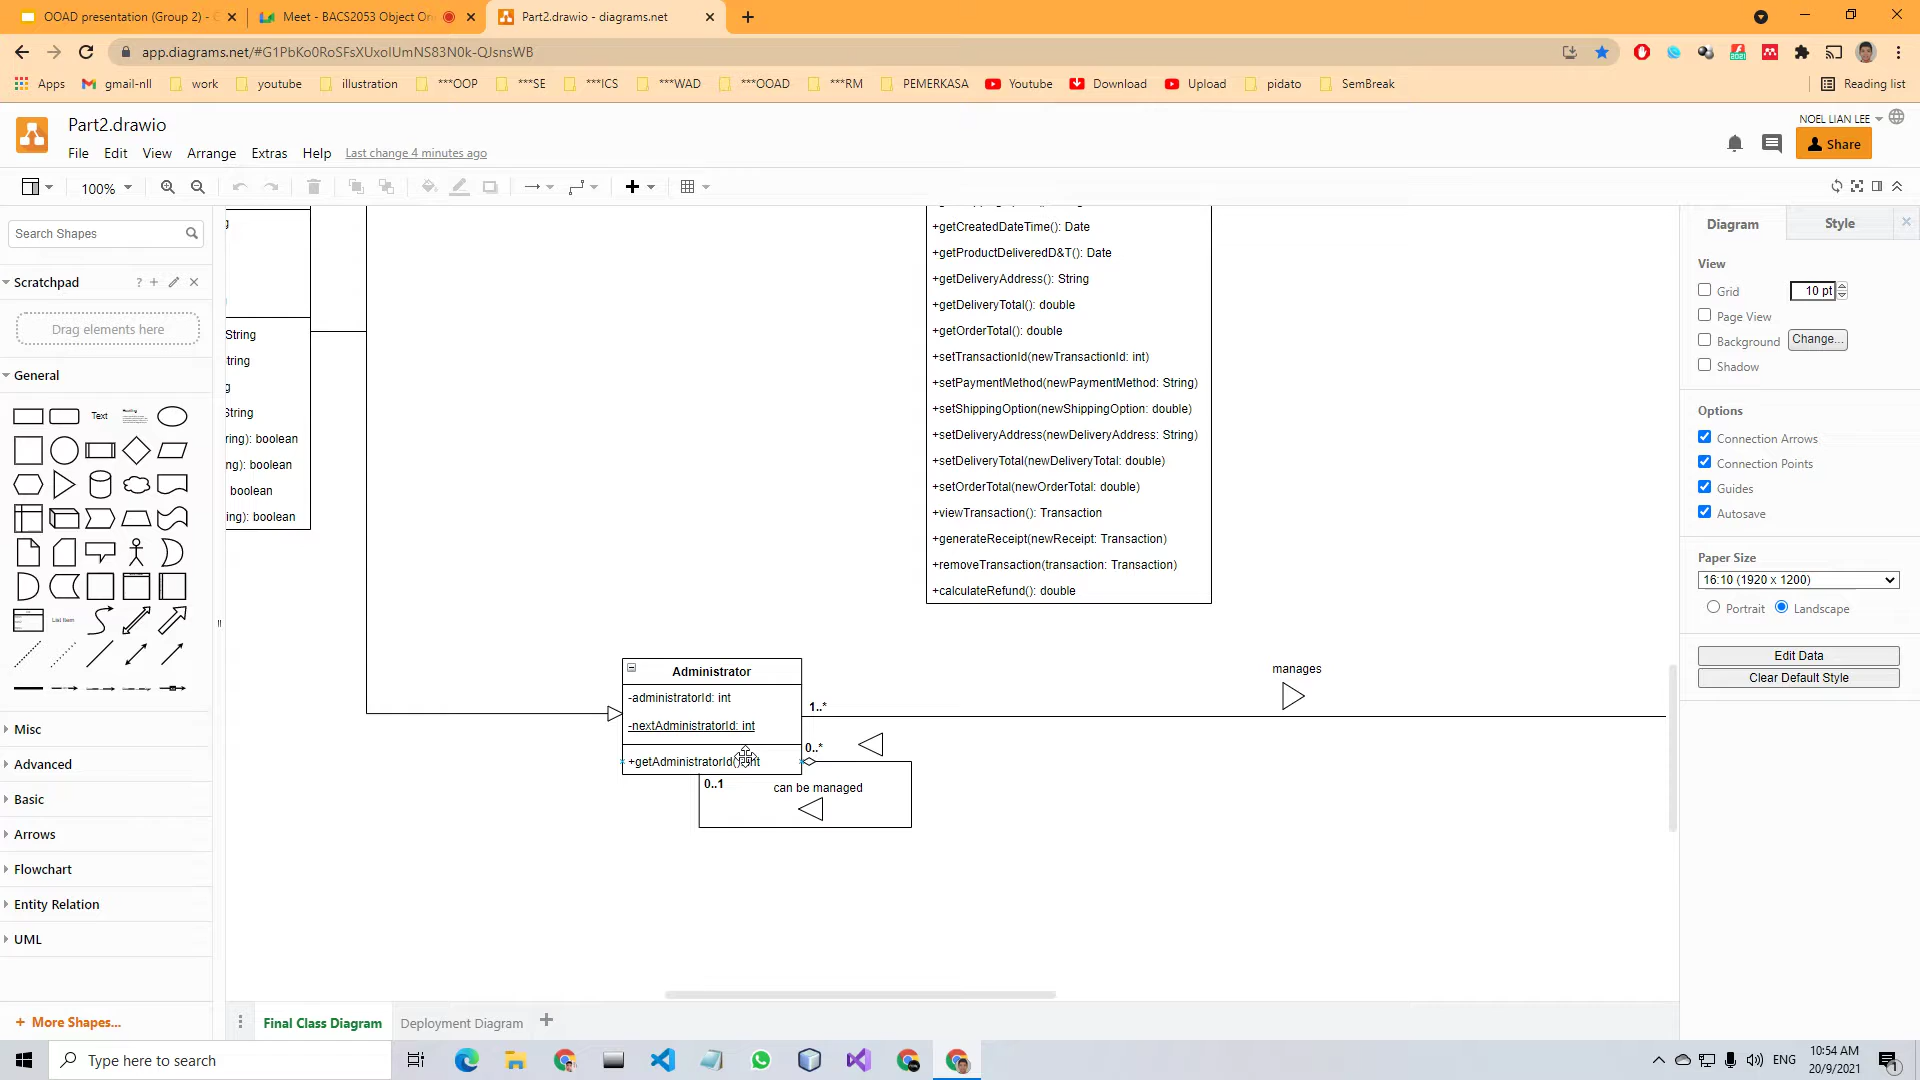 OOAD presentation (Group 2) -
Meet - BACS2053 Object
Part2.drawio - diagrams.net
app.diagrams.net/#G1PbKo0RoSFsXUxolUmNS83N0k-QJsnsWB
Apps
gmail-nll
work
youtube
illustration
***OOP
***SE
***ICS
***WAD
***OOAD
***RM
PEMERKASA
Youtube
Download
Upload
pidato
SemBreak
Reading list
Part2.drawio
NOEL LIAN LEE
Share
File
Edit
View
Arrange
Extras
Help
Last change 4 minutes ago
100%
Search Shapes
Scratchpad
?
Drag elements here
General
Text
Heading
List Item
Misc
Advanced
Basic
Arrows
Flowchart
Entity Relation
UML
+ More Shapes...
String
String
ring): boolean
ng): boolean
boolean
ing): boolean
+getCreatedDateTime(): Date
+getProductDeliveredD&T(): Date
+getDeliveryAddress(): String
+getDeliveryTotal(): double
+getOrderTotal(): double
+setTransactionId(newTransactionId: int)
+setPaymentMethod(newPaymentMethod: String)
+setShippingOption(newShippingOption: double)
+setDeliveryAddress(newDeliveryAddress: String)
+setDeliveryTotal(newDeliveryTotal: double)
+setOrderTotal(newOrderTotal: double)
+viewTransaction(): Transaction
+generateReceipt(newReceipt: Transaction)
+removeTransaction(transaction: Transaction)
+calculateRefund(): double
manages
Administrator
-administratorId: int
-nextAdministratorId: int
+getAdministratorId(): int
1..*
0..*
0..1
can be managed
Diagram
Style
View
Grid
10 pt
Page View
Background
Change...
Shadow
Options
Connection Arrows
Connection Points
Guides
Autosave
Paper Size
16:10 (1920 x 1200)
Portrait
Landscape
Edit Data
Clear Default Style
Final Class Diagram
Deployment Diagram
Type here to search
ENG
10:54 AM
20/9/2021
1